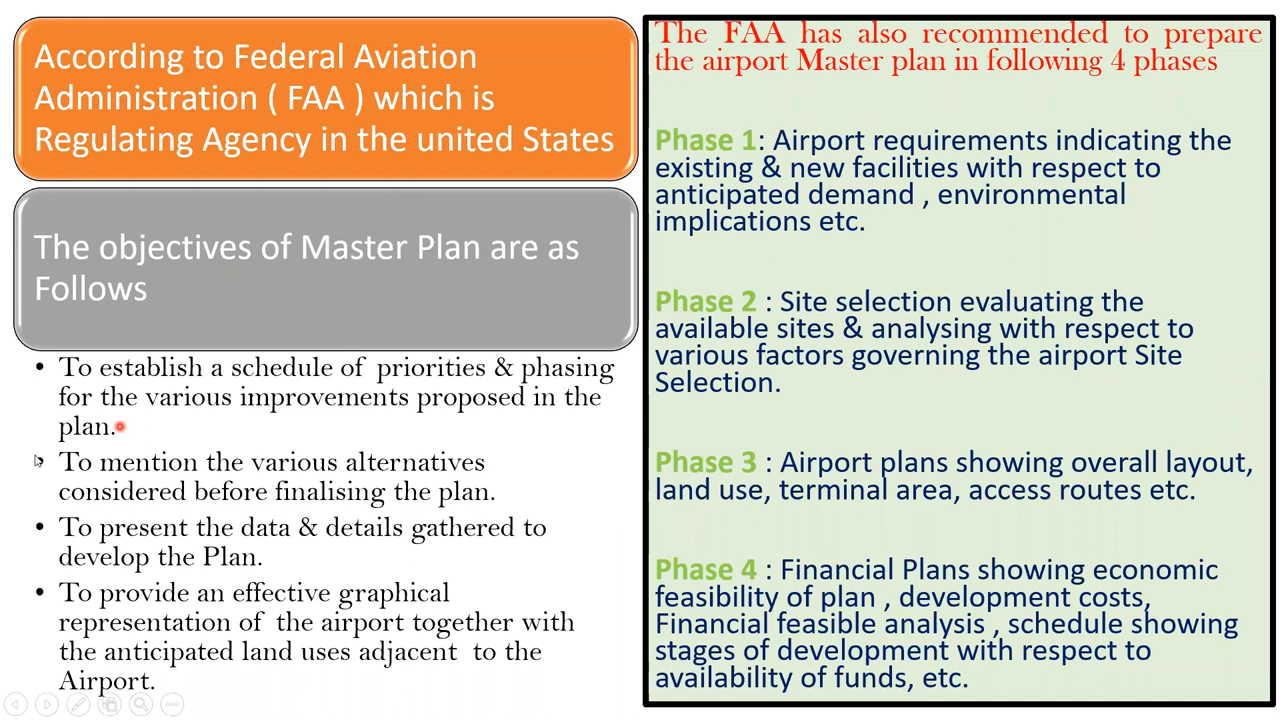 According to Federal Aviation
Administration ( FAA ) which is
Regulating Agency in the united States
The objectives of Master Plan are as
Follows
• To establish a schedule of priorities & phasing
for the various improvements proposed in the
plan.
• To mention the various alternatives
considered before finalising the plan.
• To present the data & details gathered to
develop the Plan.
• To provide an effective graphical
representation of the airport together with
the anticipated land uses adjacent to the
Airport.
The FAA has also recommended to prepare
the airport Master plan in following 4 phases
Phase 1: Airport requirements indicating the
existing & new facilities with respect to
anticipated demand , environmental
implications etc.
Phase 2 : Site selection evaluating the
available sites & analysing with respect to
various factors governing the airport Site
Selection.
Phase 3 : Airport plans showing overall layout,
land use, terminal area, access routes etc.
Phase 4 : Financial Plans showing economic
feasibility of plan , development costs,
Financial feasible analysis , schedule showing
stages of development with respect to
availability of funds, etc.